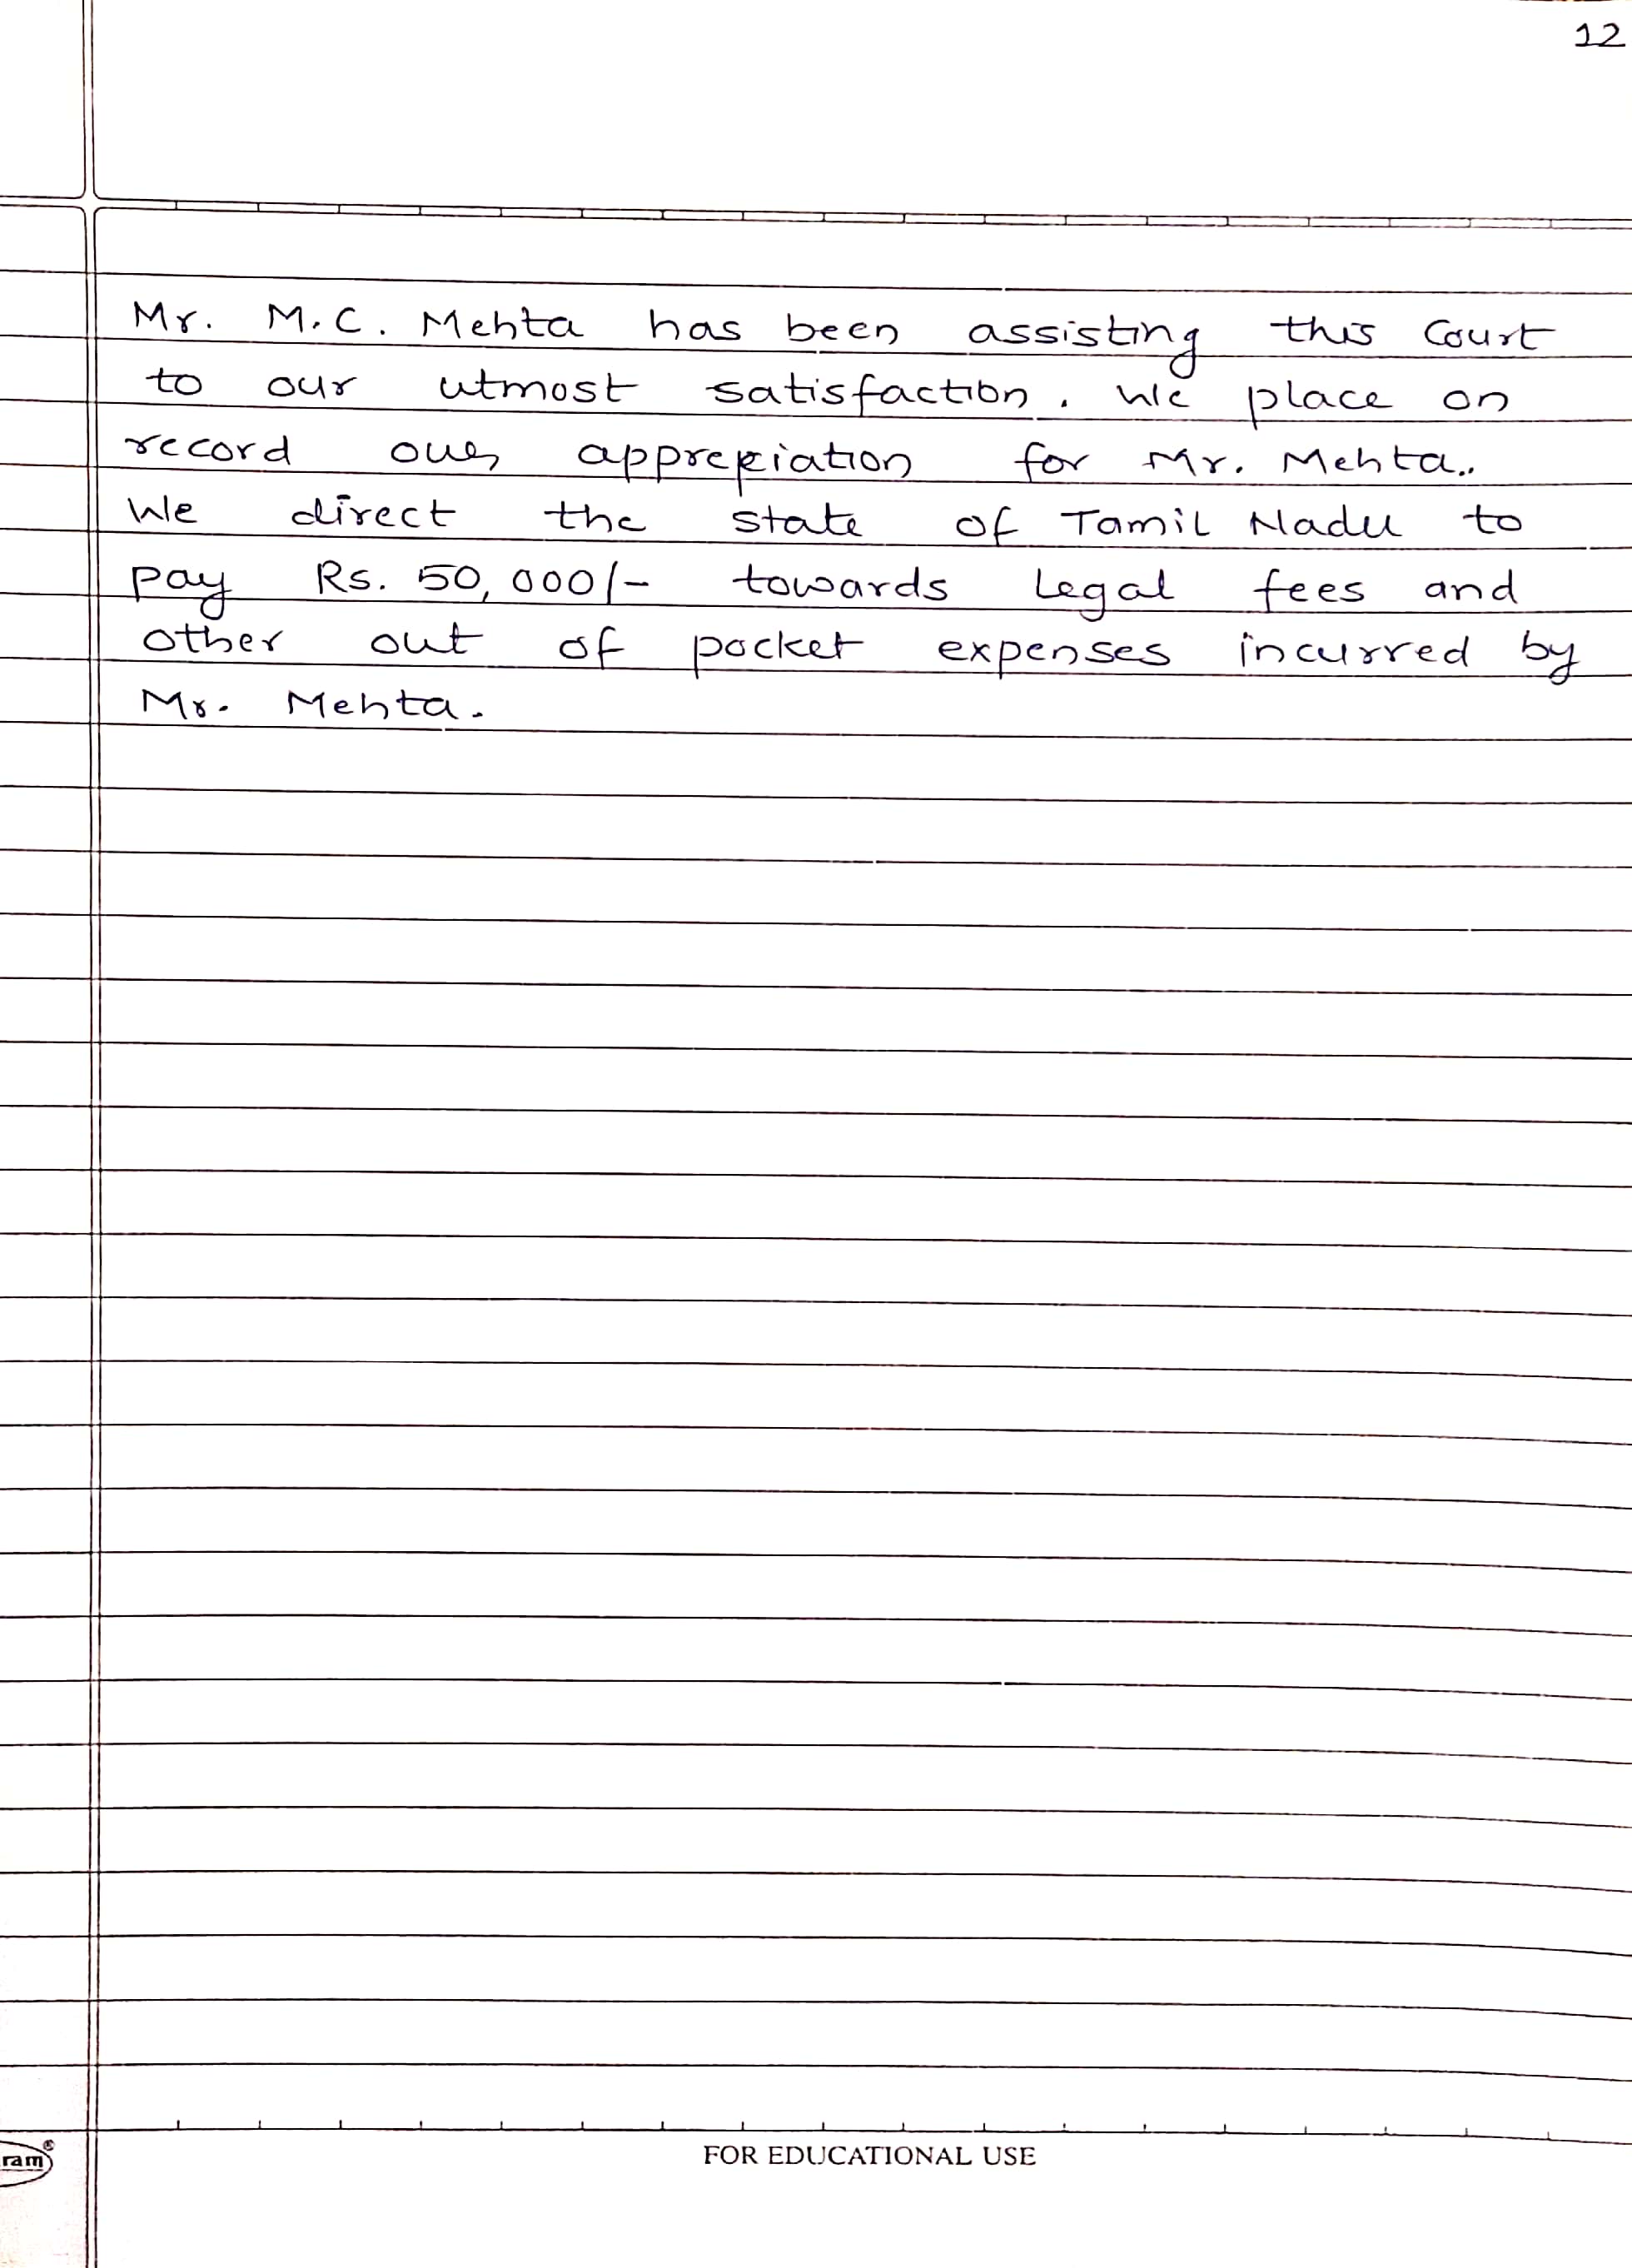 12
Mr. M.C. Mehta has been assisting this Court
to our utmost satisfaction. We place on
record our apprepiation for Mr. Mehta..
We direct the state of Tamil Nadu to
pay Rs. 50,000/- towards Legal fees and
other out of pocket expenses incurred by
Mr. Mehta.
ram®
FOR EDUCATIONAL USE